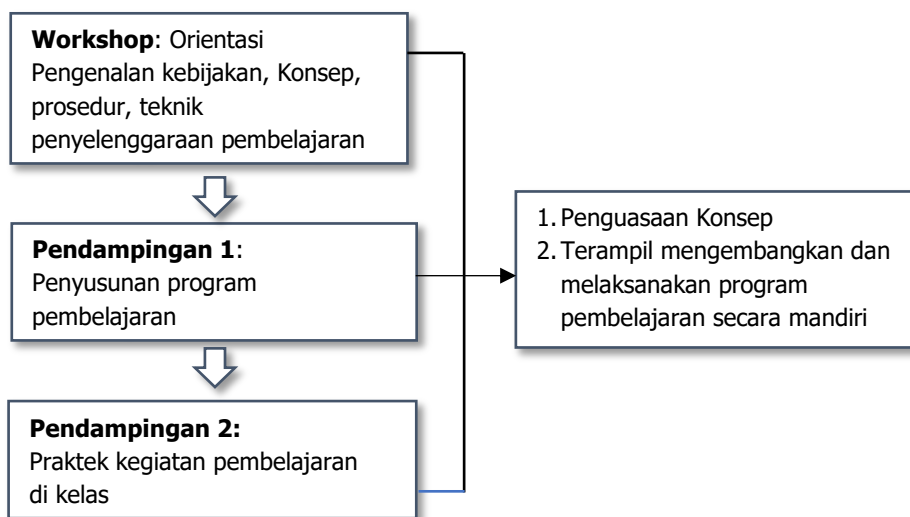 Workshop: Orientasi
Pengenalan kebijakan, Konsep,
prosedur, teknik
penyelenggaraan pembelajaran
Pendampingan 1:
Penyusunan program
pembelajaran
Pendampingan 2:
Praktek kegiatan pembelajaran
di kelas
1. Penguasaan Konsep
2. Terampil mengembangkan dan
melaksanakan program
pembelajaran secara mandiri